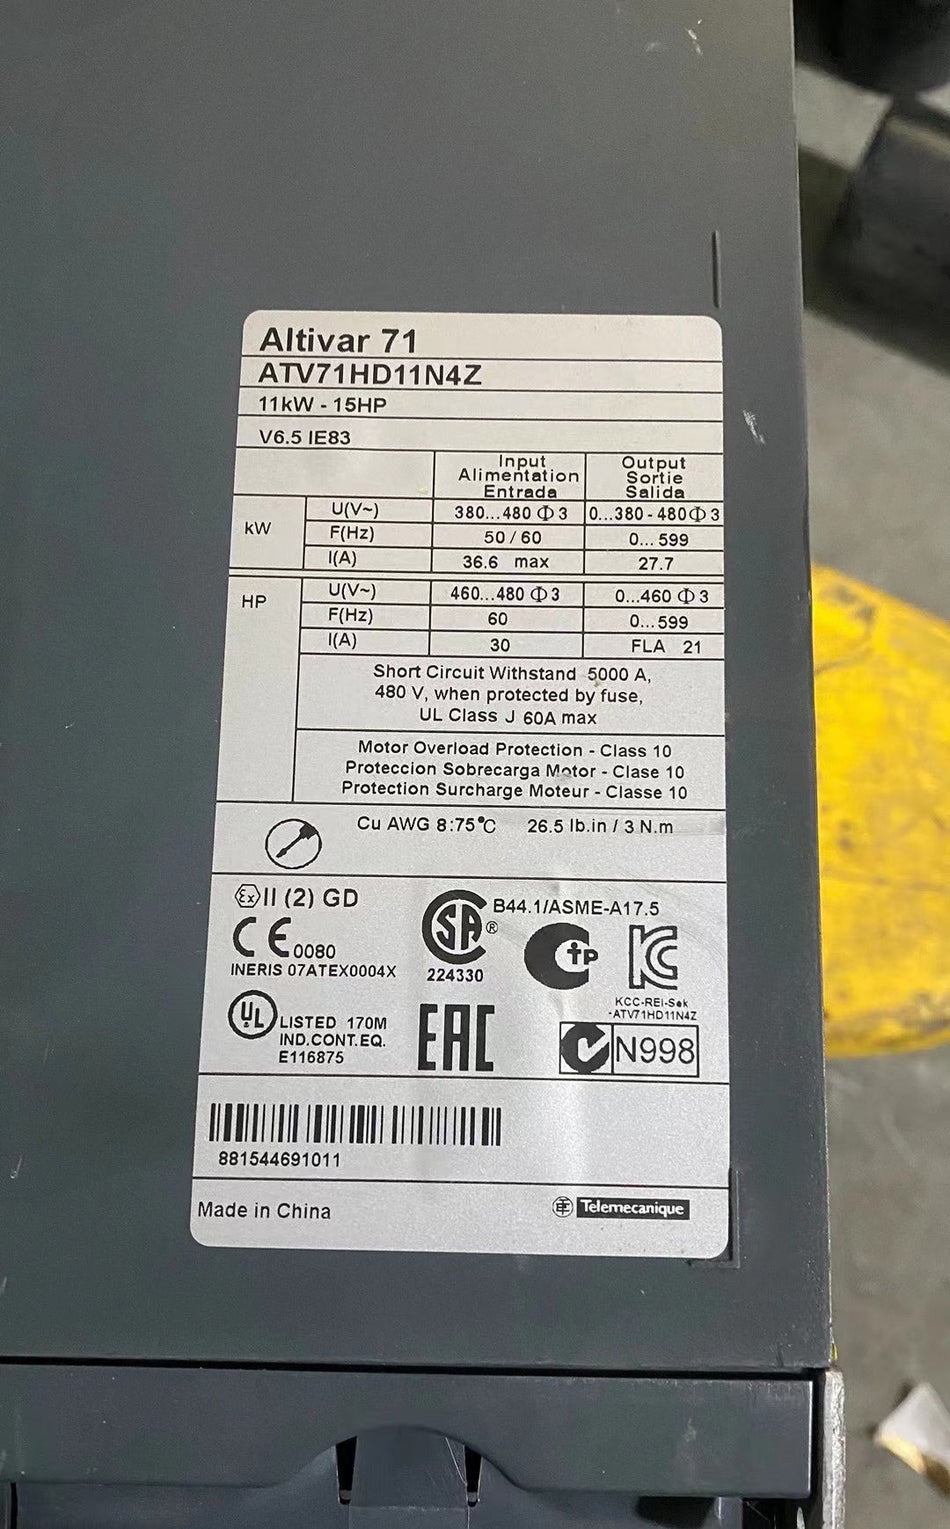 Altivar 71
ATV71HD11N4Z
11kW - 15HP
V6.5 IE83
Input Output
Alimentation Sortie
Entrada Salida
kW U(V~) 380...480 Φ 3 0...380 - 480Φ 3
F(Hz) 50 / 60 0... 599
I(A) 36.6 max 27.7
HP U(V~) 460...480 Φ 3 0...460 Φ 3
F(Hz) 60 0...599
I(A) 30 FLA 21
Short Circuit Withstand 5000 A,
480 V, when protected by fuse,
UL Class J 60A max
Motor Overload Protection - Class 10
Proteccion Sobrecarga Motor - Clase 10
Protection Surcharge Moteur - Classe 10
Cu AWG 8:75°C 26.5 lb.in / 3 N.m
Ex II (2) GD
CE 0080
INERIS 07ATEX0004X
SA ® B44.1/ASME-A17.5
224330
KC
KCC-REI-Sek
-ATV71HD11N4Z
UL LISTED 170M
IND.CONT.EQ.
E116875
EAC
N998
881544691011
Made in China Telemecanique